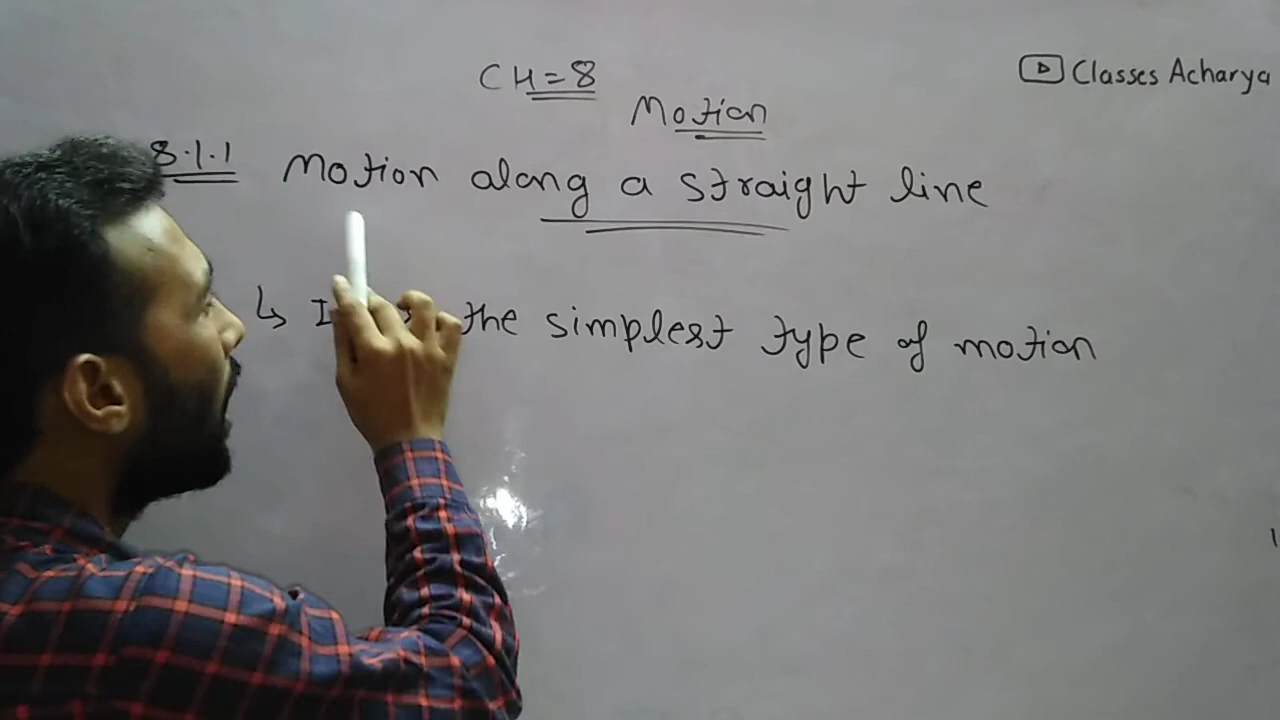 CH=8
Motion
Classes Acharya
8.1.1 Motion along a straight line
↳ the simplest type of motion